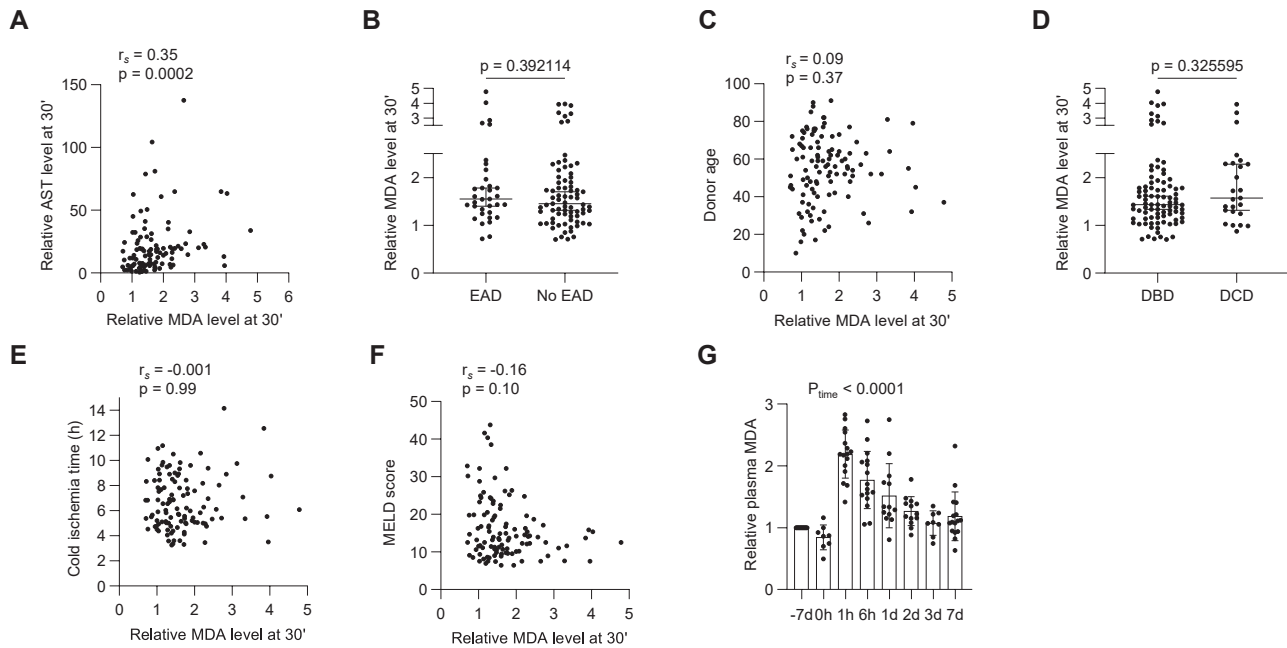 A
r_s = 0.35
p = 0.0002
Relative AST level at 30'
150
100
50
0
0 1 2 3 4 5 6
Relative MDA level at 30'
B
p = 0.392114
Relative MDA level at 30'
5
4
3
2
1
0
EAD No EAD
C
r_s = 0.09
p = 0.37
Donor age
100
80
60
40
20
0
0 1 2 3 4 5
Relative MDA level at 30'
D
p = 0.325595
Relative MDA level at 30'
5
4
3
2
1
0
DBD DCD
E
r_s = -0.001
p = 0.99
Cold ischemia time (h)
14
12
10
8
6
4
2
0
0 1 2 3 4 5
Relative MDA level at 30'
F
r_s = -0.16
p = 0.10
MELD score
50
40
30
20
10
0
0 1 2 3 4 5
Relative MDA level at 30'
G
P_time < 0.0001
Relative plasma MDA
3
2
1
0
-7d 0h 1h 6h 1d 2d 3d 7d